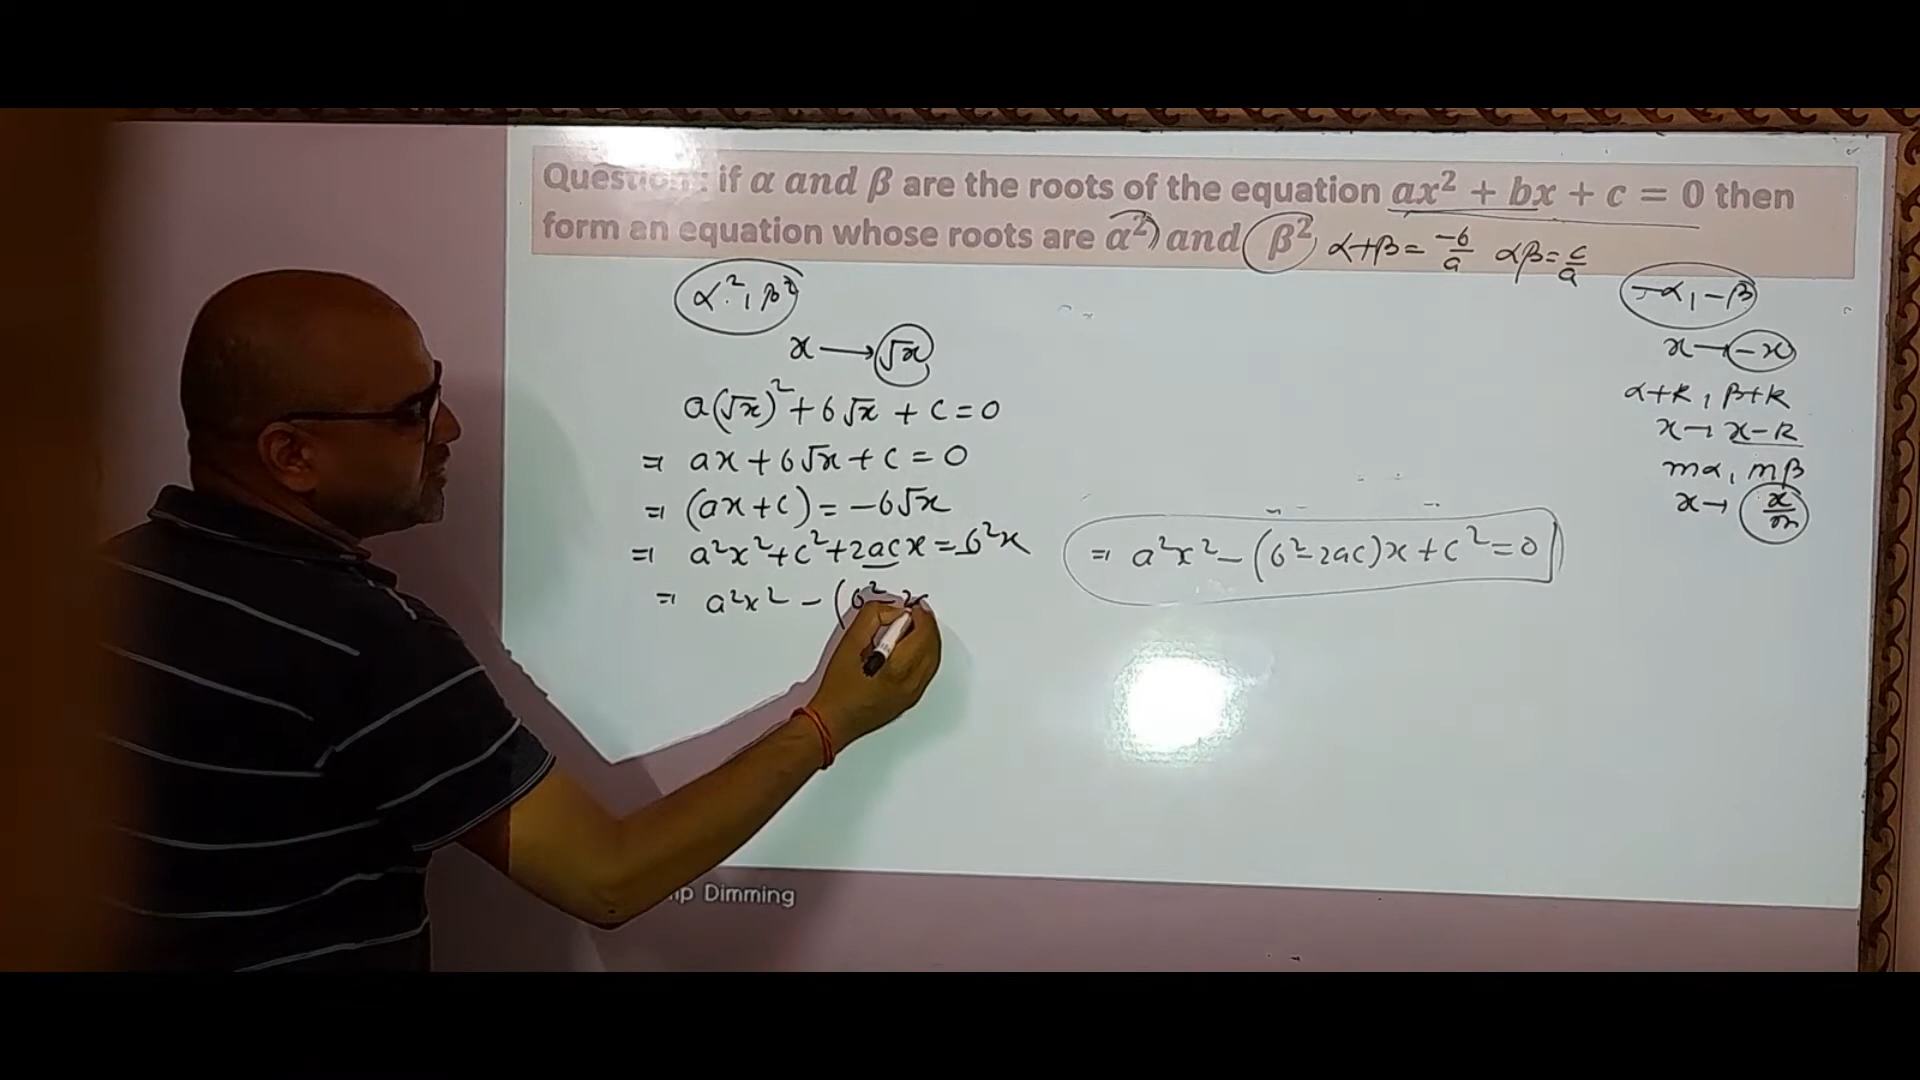 Question : if α and β are the roots of the equation ax² + bx + c = 0 then
form an equation whose roots are α² and β²
α+β = -b/a αβ = c/a
α², β²
x → √x
a(√x)² + b√x + c = 0
⇒ ax + b√x + c = 0
⇒ (ax + c) = -b√x
⇒ a²x² + c² + 2acx = b²x
⇒ a²x² - (b² - 2
⇒ a²x² - (b² - 2ac)x + c² = 0
-α, -β
x → -x
α+k, β+k
x → x-k
mα, mβ
x → x/m
Dimming